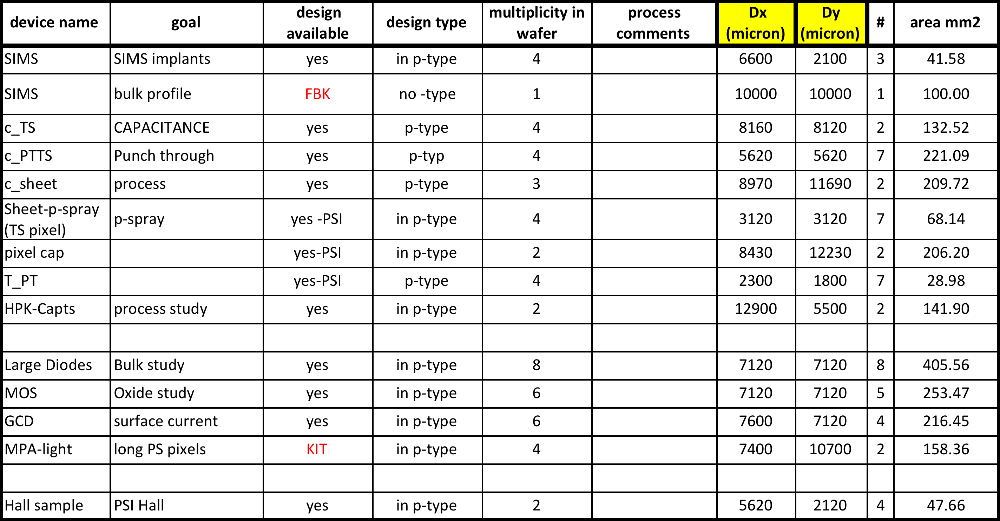 device name goal design available design type multiplicity in wafer process comments Dx (micron) Dy (micron) # area mm2
SIMS SIMS implants yes in p-type 4 6600 2100 3 41.58
SIMS bulk profile FBK no -type 1 10000 10000 1 100.00
c_TS CAPACITANCE yes p-type 4 8160 8120 2 132.52
c_PTTS Punch through yes p-typ 4 5620 5620 7 221.09
c_sheet process yes p-type 3 8970 11690 2 209.72
Sheet-p-spray (TS pixel) p-spray yes -PSI in p-type 4 3120 3120 7 68.14
pixel cap yes-PSI in p-type 2 8430 12230 2 206.20
T_PT yes-PSI p-type 4 2300 1800 7 28.98
HPK-Capts process study yes in p-type 2 12900 5500 2 141.90
Large Diodes Bulk study yes in p-type 8 7120 7120 8 405.56
MOS Oxide study yes in p-type 6 7120 7120 5 253.47
GCD surface current yes in p-type 6 7600 7120 4 216.45
MPA-light long PS pixels KIT in p-type 4 7400 10700 2 158.36
Hall sample PSI Hall yes in p-type 2 5620 2120 4 47.66